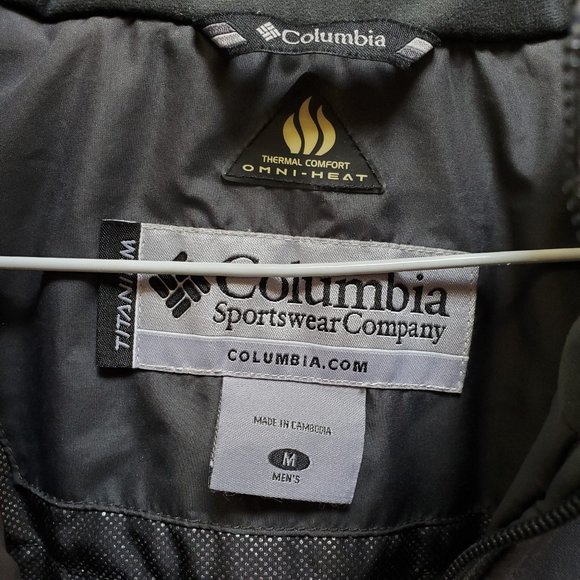 Columbia
THERMAL COMFORT
OMNI-HEAT
TITANIUM
Columbia
Sportswear Company
COLUMBIA.COM
MADE IN CAMBODIA
M
MEN'S